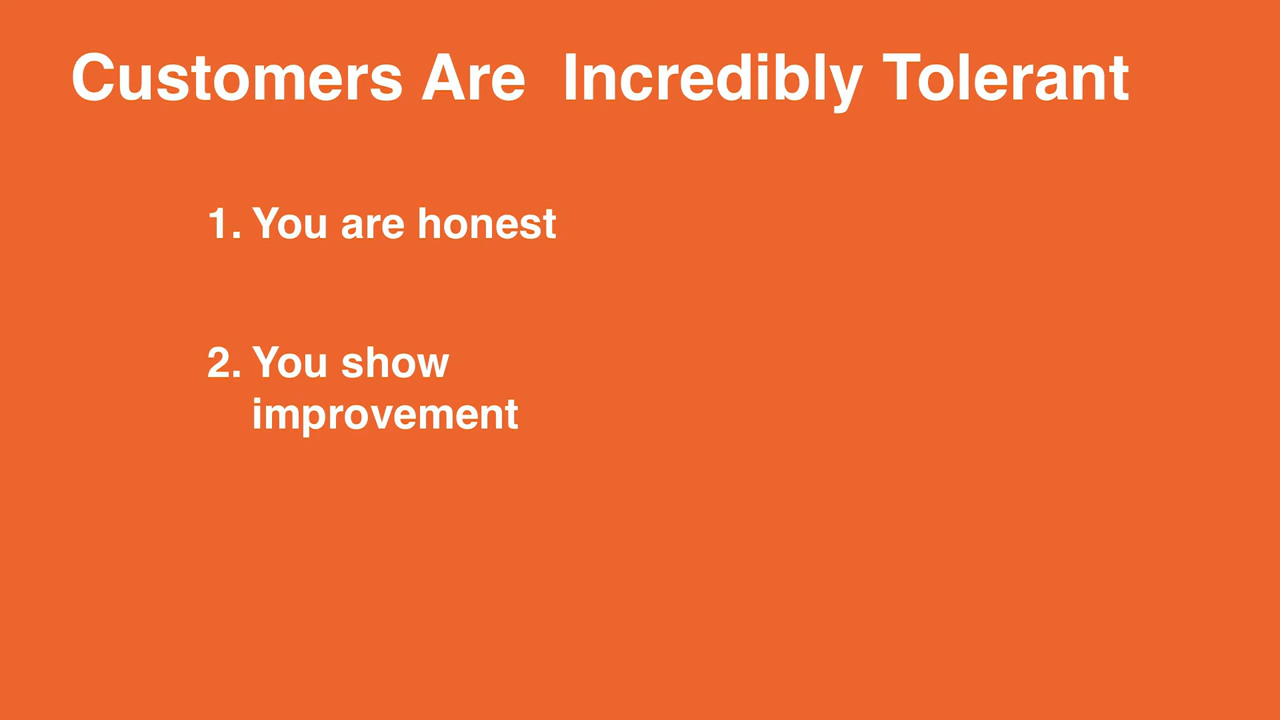 Customers Are  Incredibly Tolerant
1. You are honest
2. You show
improvement